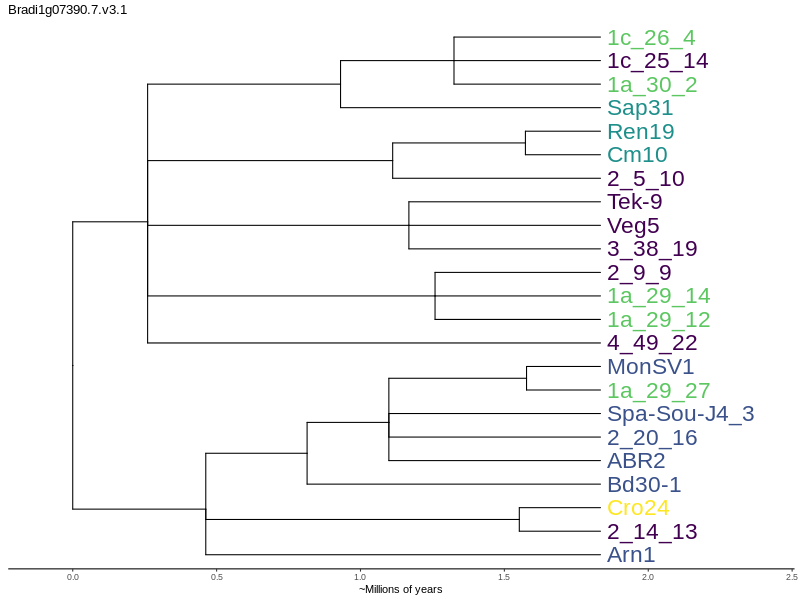 Bradi1g07390.7.v3.1
1c_26_4
1c_25_14
1a_30_2
Sap31
Ren19
Cm10
2_5_10
Tek-9
Veg5
3_38_19
2_9_9
1a_29_14
1a_29_12
4_49_22
MonSV1
1a_29_27
Spa-Sou-J4_3
2_20_16
ABR2
Bd30-1
Cro24
2_14_13
Arn1
0.0 0.5 1.0 1.5 2.0 2.5
~Millions of years